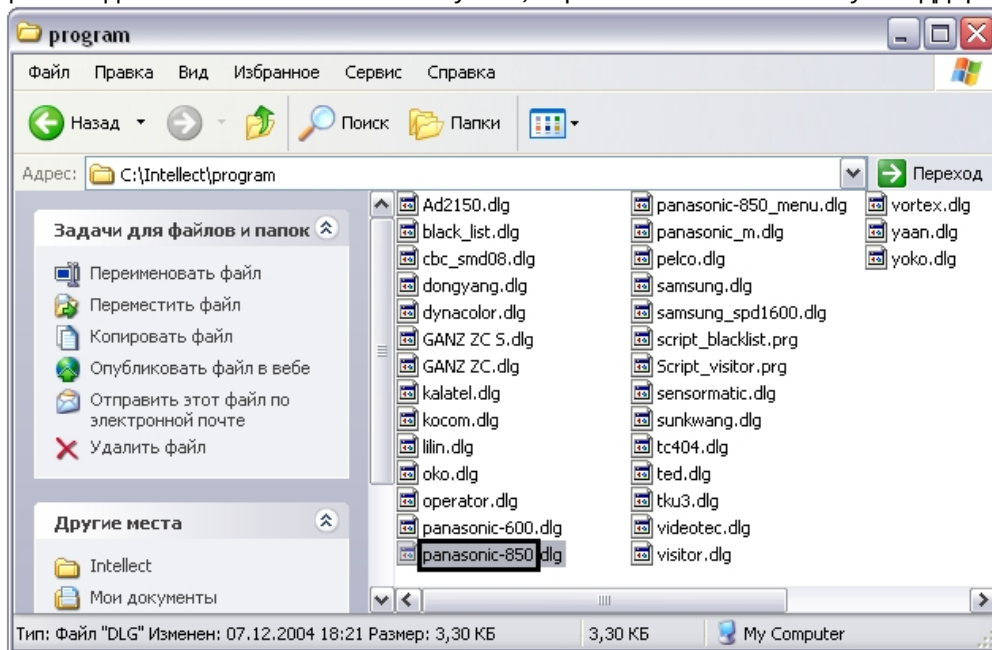 program
Файл Правка Вид Избранное Сервис Справка
Назад Поиск Папки
Адрес: C:\Intellect\program Переход
Задачи для файлов и папок
Переименовать файл
Переместить файл
Копировать файл
Опубликовать файл в вебе
Отправить этот файл по
электронной почте
Удалить файл
Другие места
Intellect
Мои документы
Ad2150.dlg
black_list.dlg
cbc_smd08.dlg
dongyang.dlg
dynacolor.dlg
GANZ ZC S.dlg
GANZ ZC.dlg
kalatel.dlg
kocom.dlg
lilin.dlg
oko.dlg
operator.dlg
panasonic-600.dlg
panasonic-850.dlg
panasonic-850_menu.dlg
panasonic_m.dlg
pelco.dlg
samsung.dlg
samsung_spd1600.dlg
script_blacklist.prg
Script_visitor.prg
sensormatic.dlg
sunkwang.dlg
tc404.dlg
ted.dlg
tku3.dlg
videotec.dlg
visitor.dlg
vortex.dlg
yaan.dlg
yoko.dlg
Тип: Файл "DLG" Изменен: 07.12.2004 18:21 Размер: 3,30 КБ 3,30 КБ My Computer